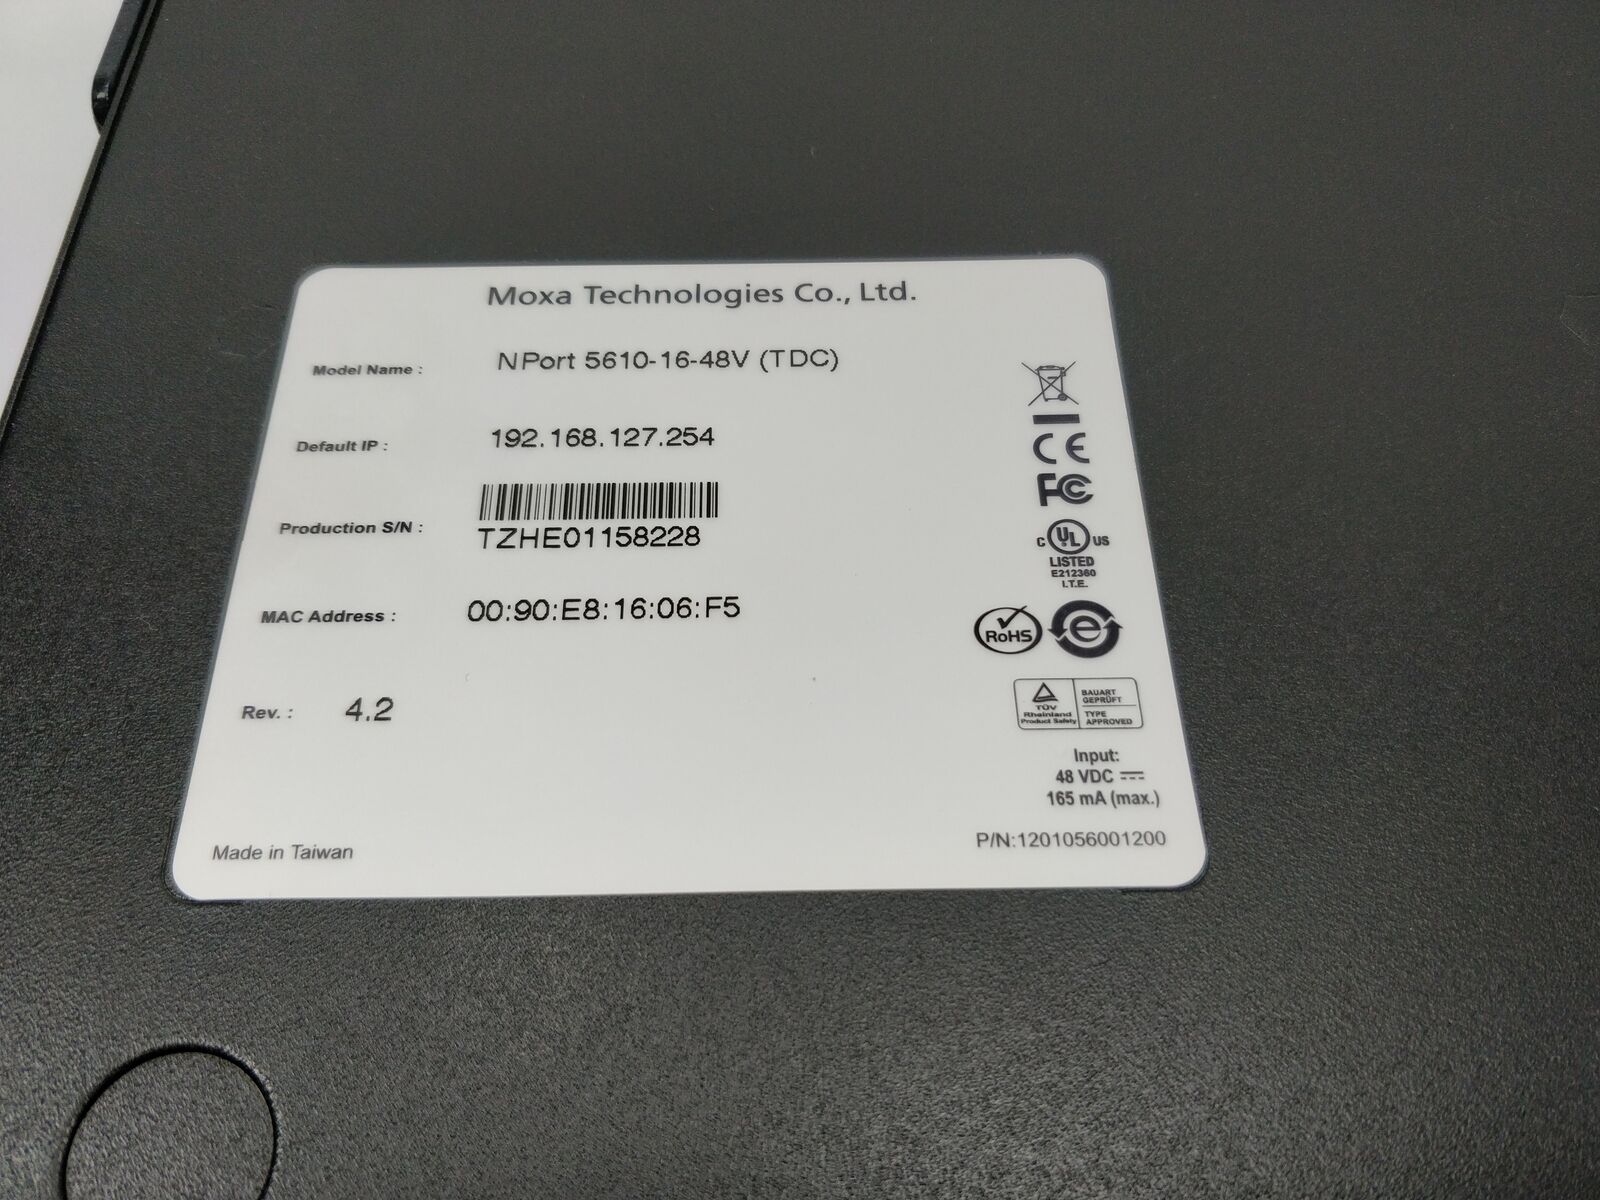 Moxa Technologies Co., Ltd.
Model Name : NPort 5610-16-48V (TDC)
Default IP : 192.168.127.254
Production S/N : TZHE01158228
MAC Address : 00:90:E8:16:06:F5
Rev. : 4.2
Made in Taiwan
CE
FC
C UL US
LISTED
E212360
I.T.E.
RoHS
e
TÜV
Rheinland
Product Safety
BAUART
GEPRÜFT
TYPE
APPROVED
Input:
48 VDC
165 mA (max.)
P/N:1201056001200